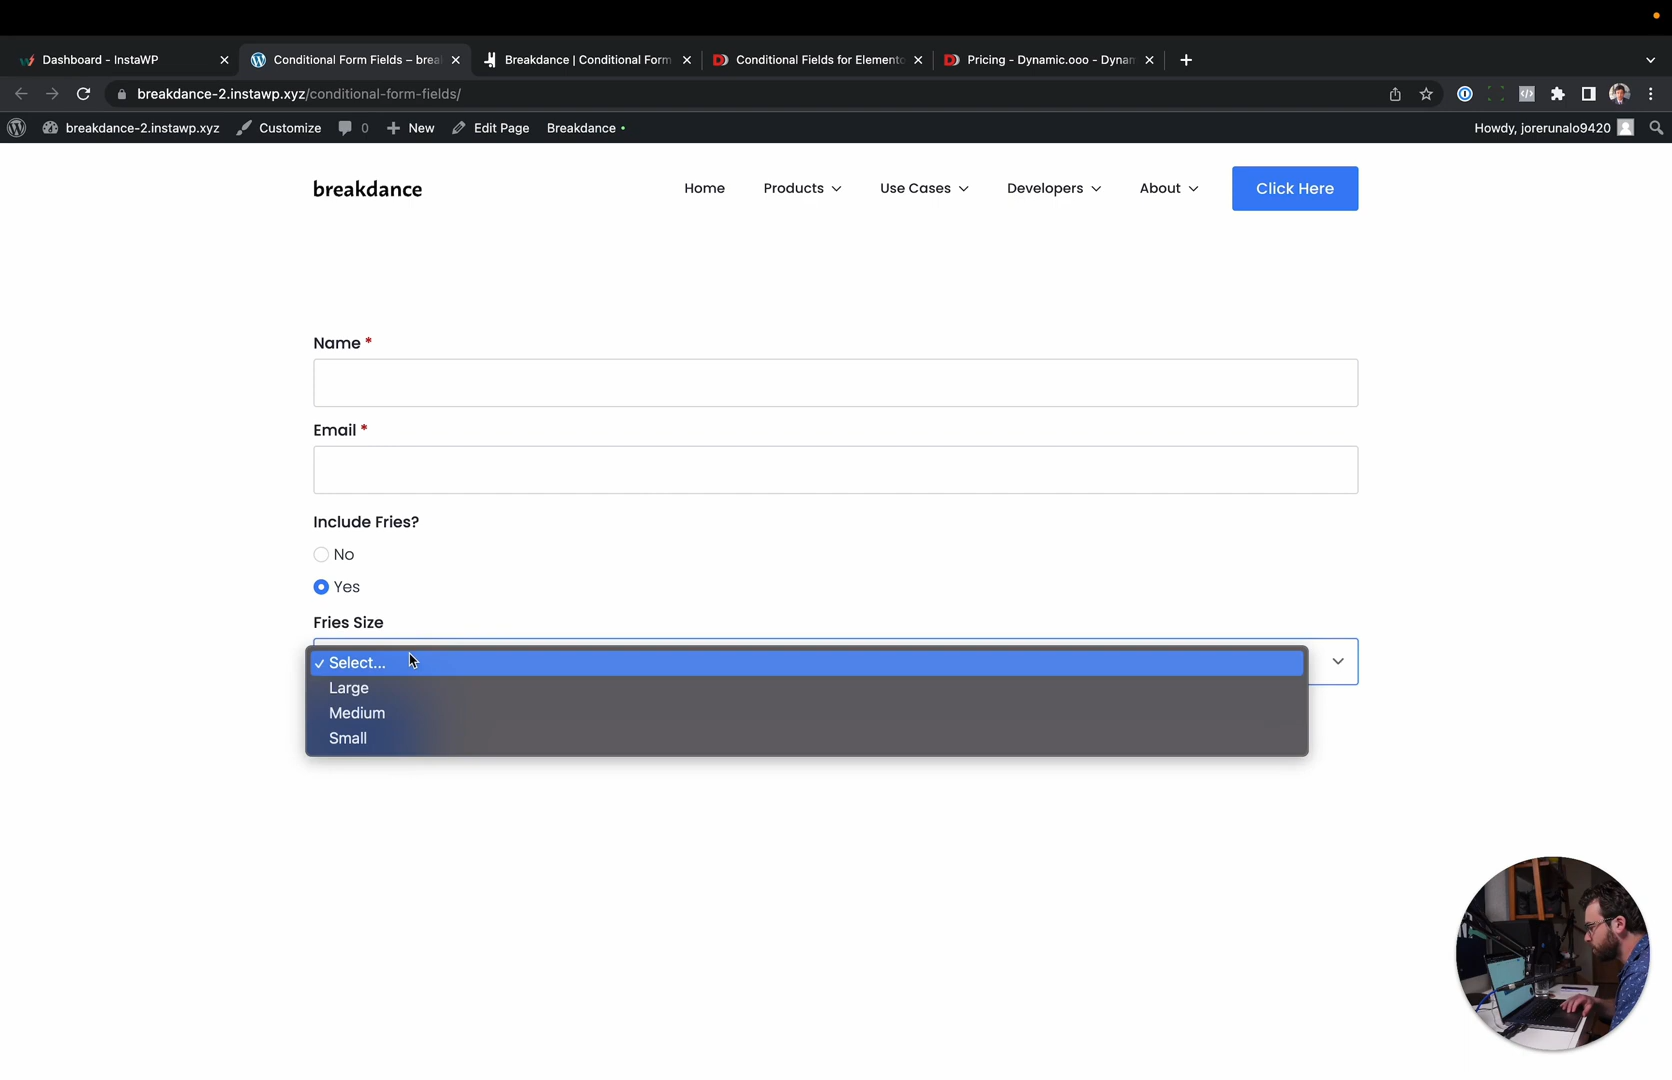 Dashboard - InstaWP
Conditional Form Fields – brea
Breakdance | Conditional Form
Conditional Fields for Elemento
Pricing - Dynamic.ooo - Dynam
breakdance-2.instawp.xyz/conditional-form-fields/
breakdance-2.instawp.xyz Customize 0 New Edit Page Breakdance
Howdy, jorerunalo9420
breakdance
Home Products Use Cases Developers About Click Here
Name *
Email *
Include Fries?
No
Yes
Fries Size
✓ Select...
Large
Medium
Small